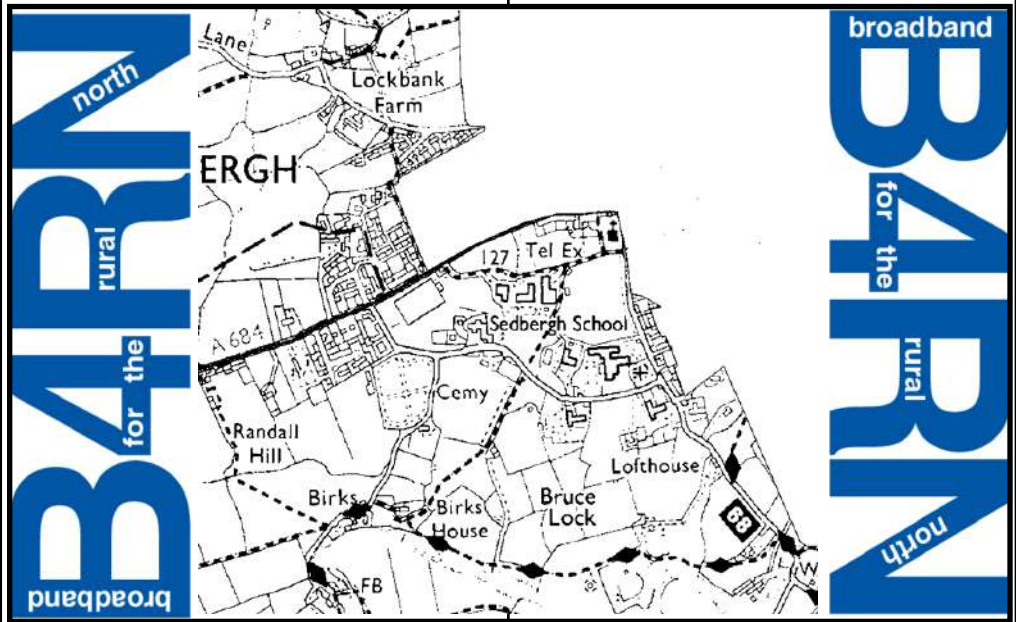 B4RN
broadband
for the
rural
north
Lane
Lockbank
Farm
ERGH
127
Tel Ex
Sedbergh School
A 684
Cemy
Randall
Hill
Lofthouse
Birks
Birks
House
Bruce
Lock
68
FB
W
B4RN
broadband
for the
rural
north